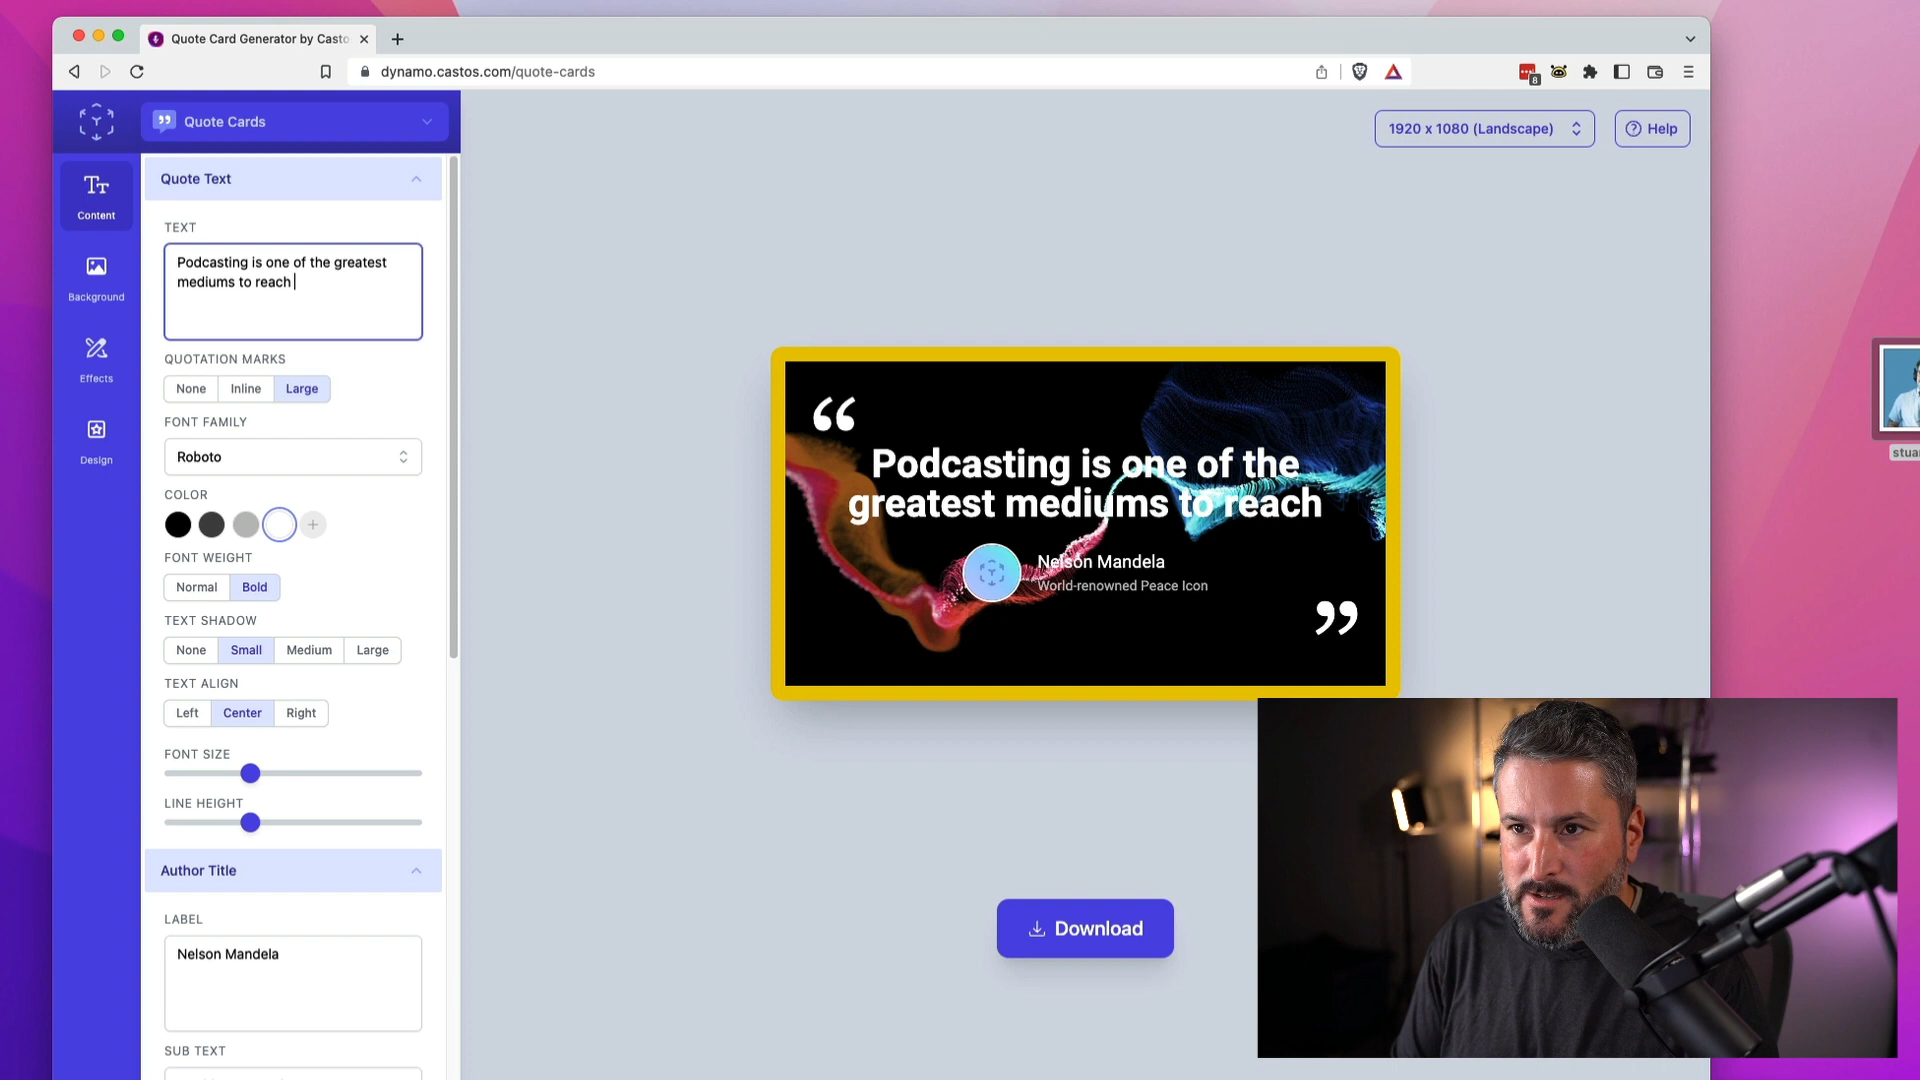 Quote Card Generator by Casto
dynamo.castos.com/quote-cards
8
Quote Cards
1920 x 1080 (Landscape)
Help
Content
Background
Effects
Design
Quote Text
TEXT
Podcasting is one of the greatest
mediums to reach
QUOTATION MARKS
None Inline Large
FONT FAMILY
Roboto
COLOR
FONT WEIGHT
Normal Bold
TEXT SHADOW
None Small Medium Large
TEXT ALIGN
Left Center Right
FONT SIZE
LINE HEIGHT
Author Title
LABEL
Nelson Mandela
SUB TEXT
“
Podcasting is one of the
greatest mediums to reach
Nelson Mandela
World-renowned Peace Icon
”
Download
stuar